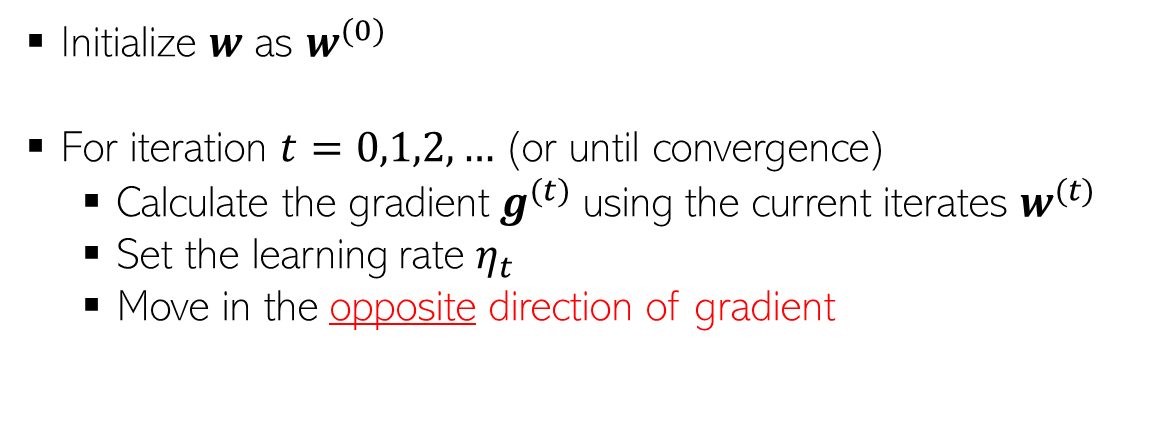 ▪ Initialize 𝒘 as 𝒘⁽⁰⁾
▪ For iteration 𝑡 = 0,1,2, … (or until convergence)
▪ Calculate the gradient 𝒈⁽ᵗ⁾ using the current iterates 𝒘⁽ᵗ⁾
▪ Set the learning rate 𝜂ₜ
▪ Move in the opposite direction of gradient